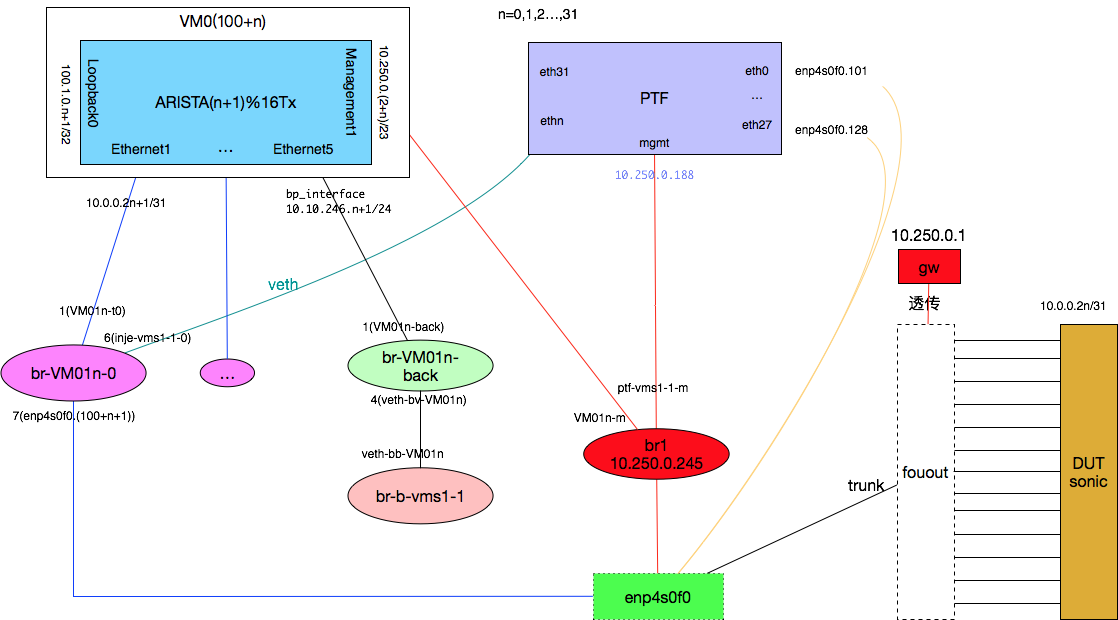 VM0(100+n)
n=0,1,2...,31
100.1.0.n+1/32
Loopback0
ARISTA(n+1)%16Tx
Management1
10.250.0.(2+n)/23
Ethernet1
...
Ethernet5
eth31
eth0
enp4s0f0.101
PTF
...
ethn
eth27
enp4s0f0.128
mgmt
10.250.0.188
10.0.0.2n+1/31
bp_interface
10.10.246.n+1/24
10.250.0.1
gw
veth
透传
10.0.0.2n/31
1(VM01n-t0)
6(inje-vms1-1-0)
1(VM01n-back)
br-VM01n-0
...
br-VM01n-
back
ptf-vms1-1-m
4(veth-bv-VM01n)
7(enp4s0f0.(100+n+1))
VM01n-m
br1
10.250.0.245
veth-bb-VM01n
br-b-vms1-1
trunk
fouout
DUT
sonic
enp4s0f0